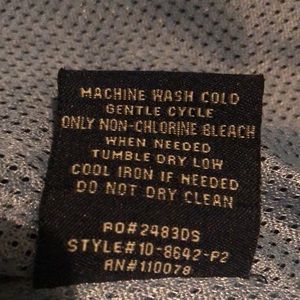 MACHINE WASH COLD
GENTLE CYCLE
ONLY NON-CHLORINE BLEACH
WHEN NEEDED
TUMBLE DRY LOW
COOL IRON IF NEEDED
DO NOT DRY CLEAN
PO#2483DS
STYLE#10-8642-P2
RN#110078